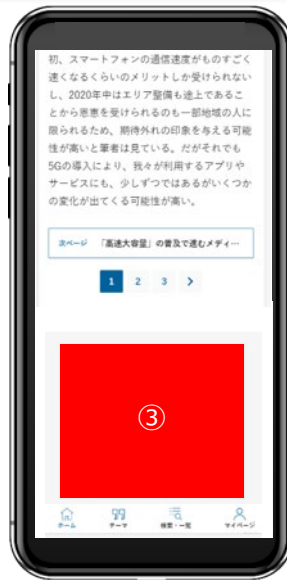 初、スマートフォンの通信速度がものすごく
速くなるくらいのメリットしか受けられない
し、2020年中はエリア整備も途上であるこ
とから恩恵を受けられるのも一部地域の人に
限られるため、期待外れの印象を与える可能
性が高いと筆者は見ている。だがそれでも
5Gの導入により、我々が利用するアプリや
サービスにも、少しずつではあるがいくつか
の変化が出てくる可能性が高い。
次ページ 「高速大容量」の普及で進むメディ…
1 2 3 >
③
ホーム テーマ 検索・一覧 マイページ